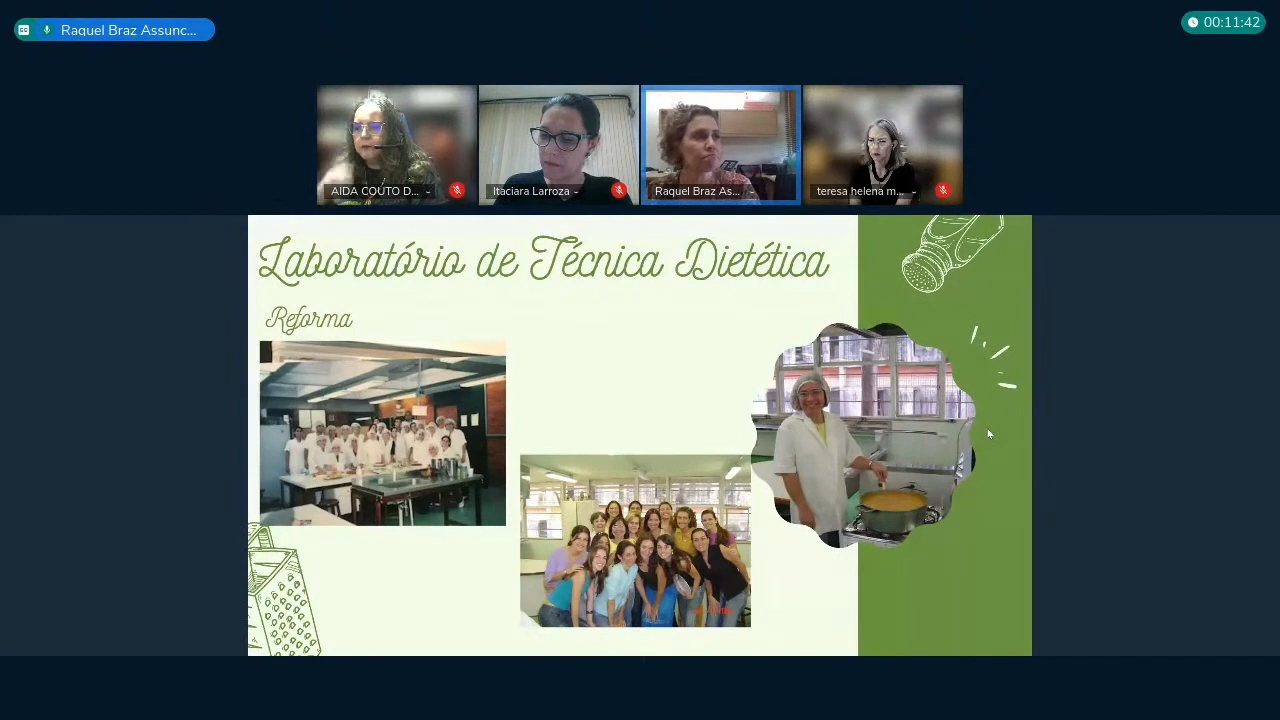 Raquel Braz Assunc...
00:11:42
AIDA COUTO D...
Itaciara Larroza
Raquel Braz As...
teresa helena m...
Laboratório de Técnica Dietética
Reforma